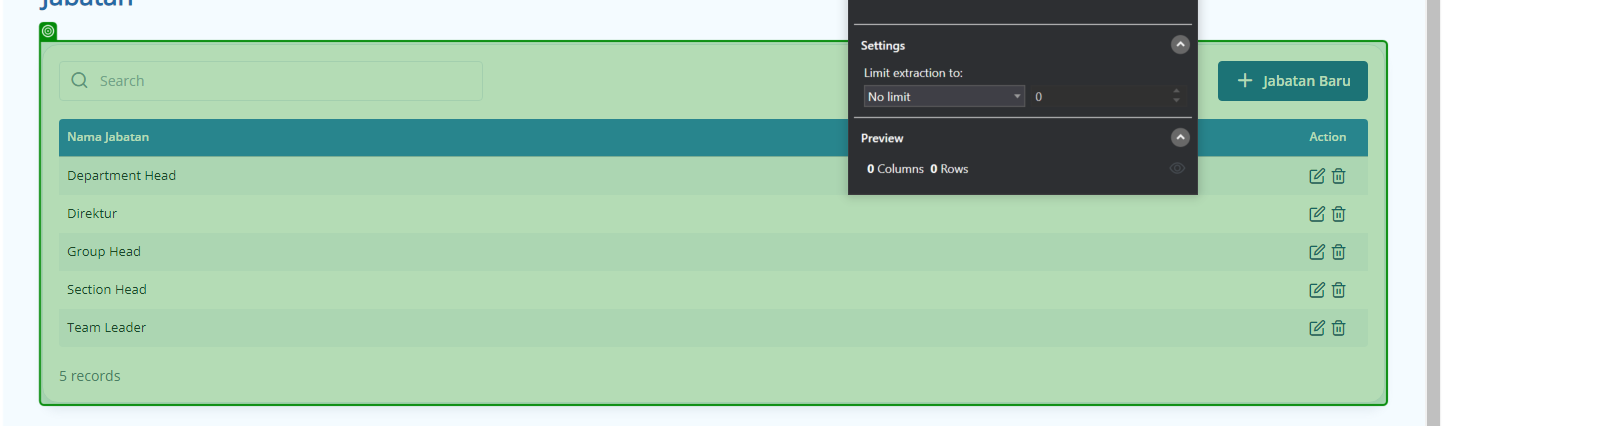 Jabatan
Search
Jabatan Baru
Nama Jabatan
Action
Department Head
Direktur
Group Head
Section Head
Team Leader
5 records
Settings
Limit extraction to:
No limit
0
Preview
0 Columns 0 Rows